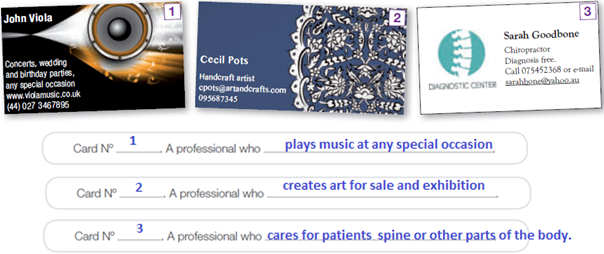 John Viola
1
Concerts, wedding
and birthday parties,
any special occasion
www.violamusic.co.uk
(44) 027 3467895
2
Cecil Pots
Handcraft artist
cpots@artandcrafts.com
095687345
3
Sarah Goodbone
Chiropractor
Diagnosis free.
Call 075452368 or e-mail
sarahbone@yahoo.au
DIAGNOSTIC CENTER
Card Nº 1. A professional who plays music at any special occasion
Card Nº 2. A professional who creates art for sale and exhibition.
Card Nº 3. A professional who cares for patients spine or other parts of the body.